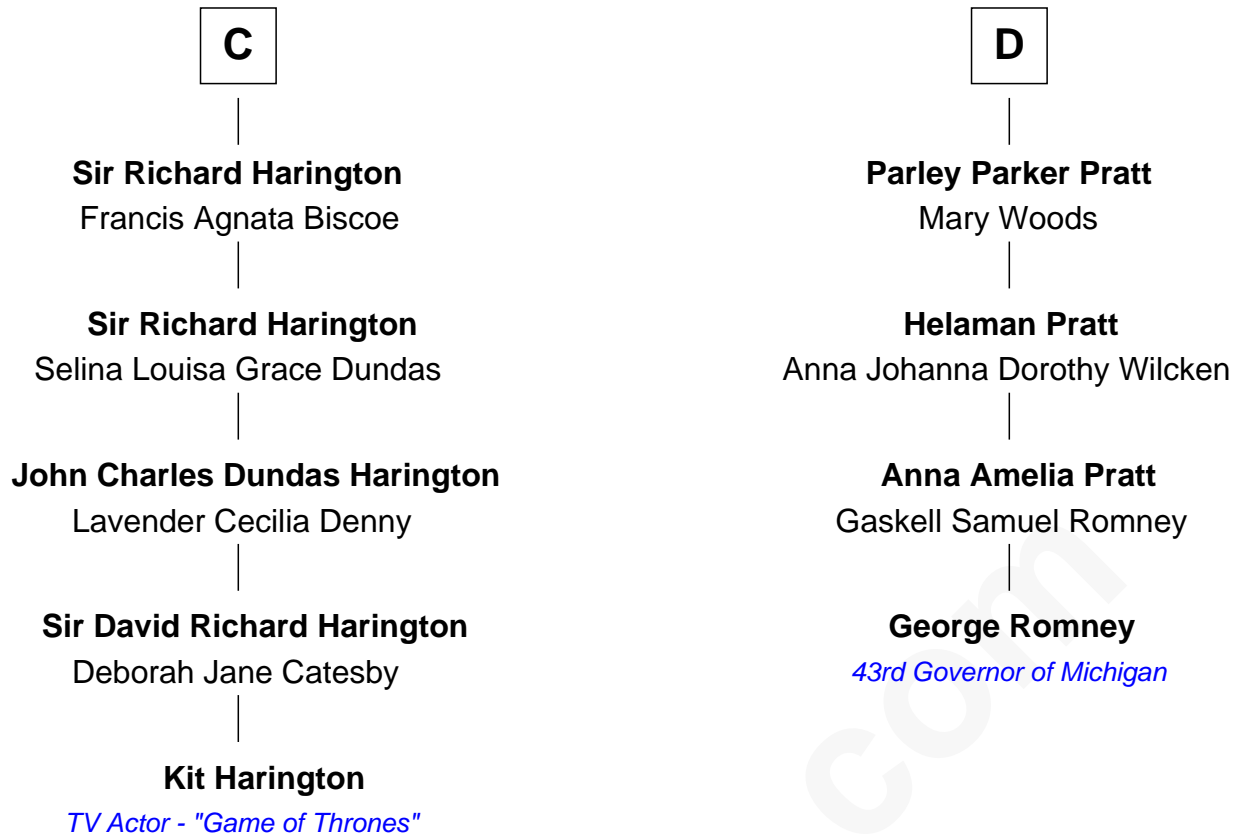 C
Sir Richard Harington
Francis Agnata Biscoe
Sir Richard Harington
Selina Louisa Grace Dundas
John Charles Dundas Harington
Lavender Cecilia Denny
Sir David Richard Harington
Deborah Jane Catesby
Kit Harington
TV Actor - "Game of Thrones"
D
Parley Parker Pratt
Mary Woods
Helaman Pratt
Anna Johanna Dorothy Wilcken
Anna Amelia Pratt
Gaskell Samuel Romney
George Romney
43rd Governor of Michigan
com